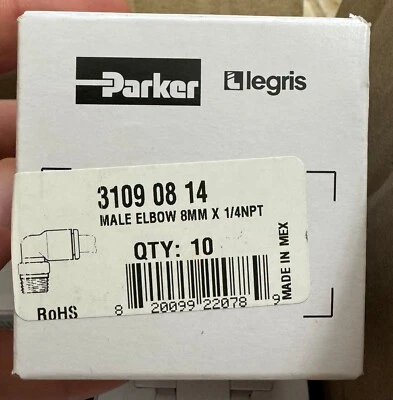 Parker legris
3109 08 14
MALE ELBOW 8MM X 1/4NPT
QTY: 10
MADE IN MEX
RoHS
8 20099 22078 9